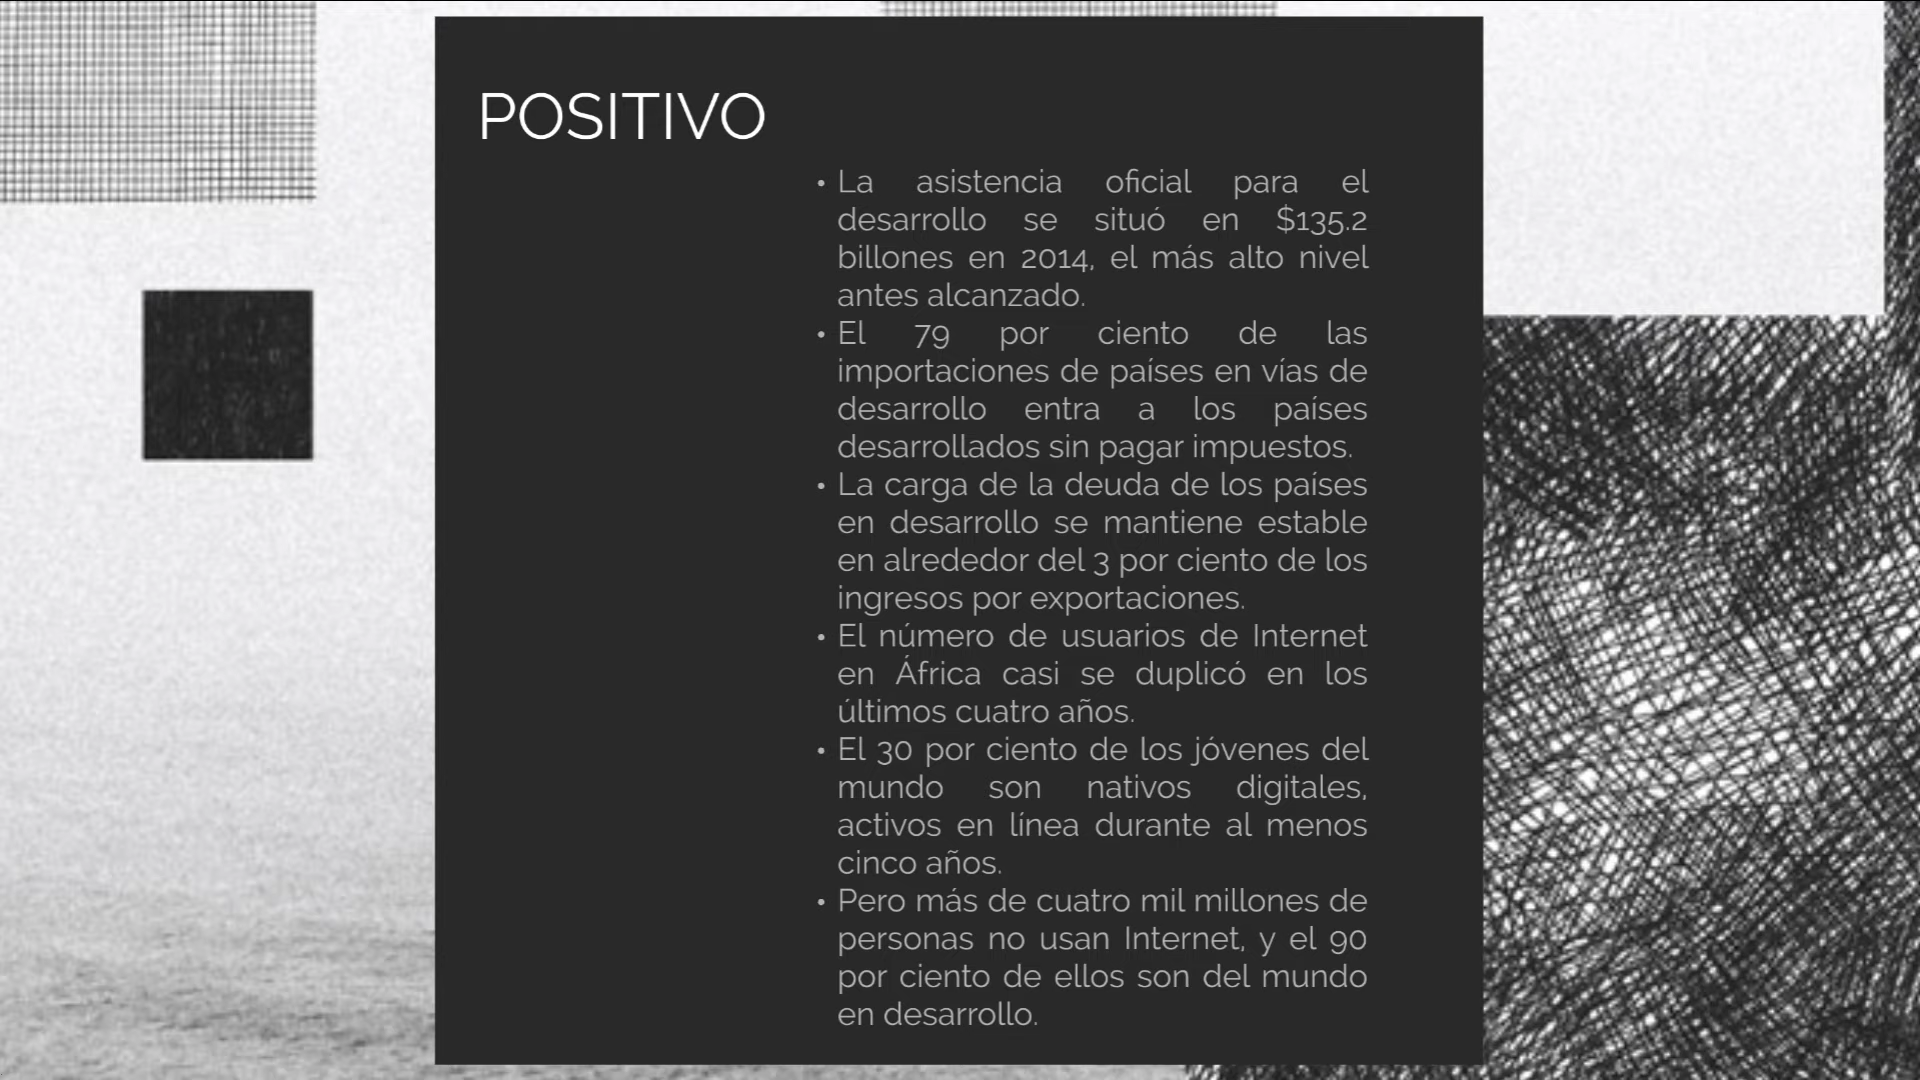 POSITIVO
• La asistencia oficial para el
desarrollo se situó en $135.2
billones en 2014, el más alto nivel
antes alcanzado.
• El 79 por ciento de las
importaciones de países en vías de
desarrollo entra a los países
desarrollados sin pagar impuestos.
• La carga de la deuda de los países
en desarrollo se mantiene estable
en alrededor del 3 por ciento de los
ingresos por exportaciones.
• El número de usuarios de Internet
en África casi se duplicó en los
últimos cuatro años.
• El 30 por ciento de los jóvenes del
mundo son nativos digitales,
activos en línea durante al menos
cinco años.
• Pero más de cuatro mil millones de
personas no usan Internet, y el 90
por ciento de ellos son del mundo
en desarrollo.